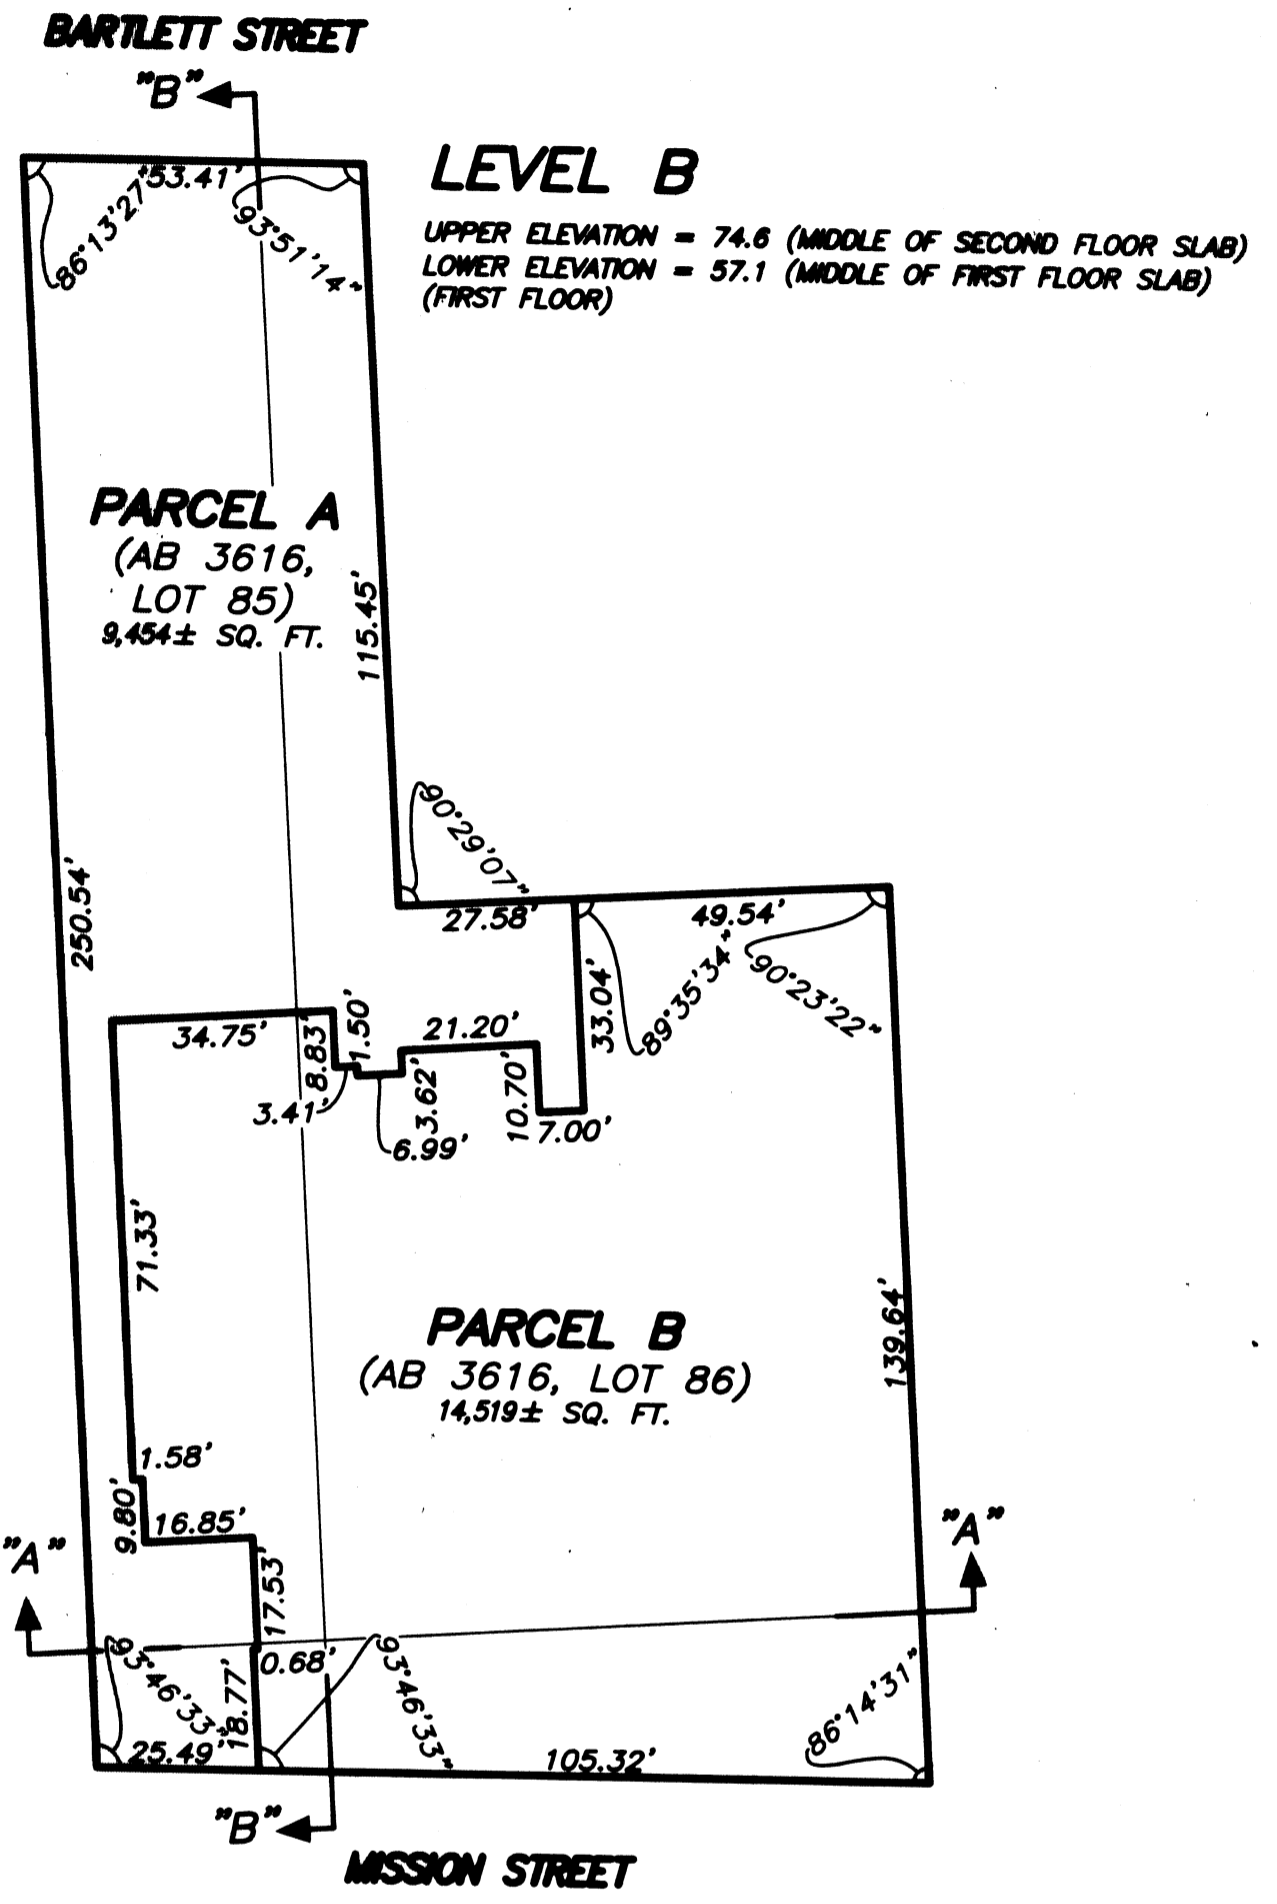 BARTLETT STREET
"B"
LEVEL B
UPPER ELEVATION = 74.6 (MIDDLE OF SECOND FLOOR SLAB)
LOWER ELEVATION = 57.1 (MIDDLE OF FIRST FLOOR SLAB)
(FIRST FLOOR)
53.41'
86°13'27"
93°51'14"
PARCEL A
(AB 3616,
LOT 85)
9,454± SQ. FT.
115.45'
90°29'07"
27.58'
49.54'
250.54'
33.04'
89°35'34"
90°23'22"
34.75'
8.83'
1.50'
21.20'
3.41'
3.62'
10.70'
7.00'
6.99'
71.33'
139.64'
PARCEL B
(AB 3616, LOT 86)
14,519± SQ. FT.
1.58'
9.80'
16.85'
"A"
"A"
17.53'
0.68'
93°46'33"
18.77'
93°46'33"
86°14'31"
25.49'
105.32'
"B"
MISSION STREET